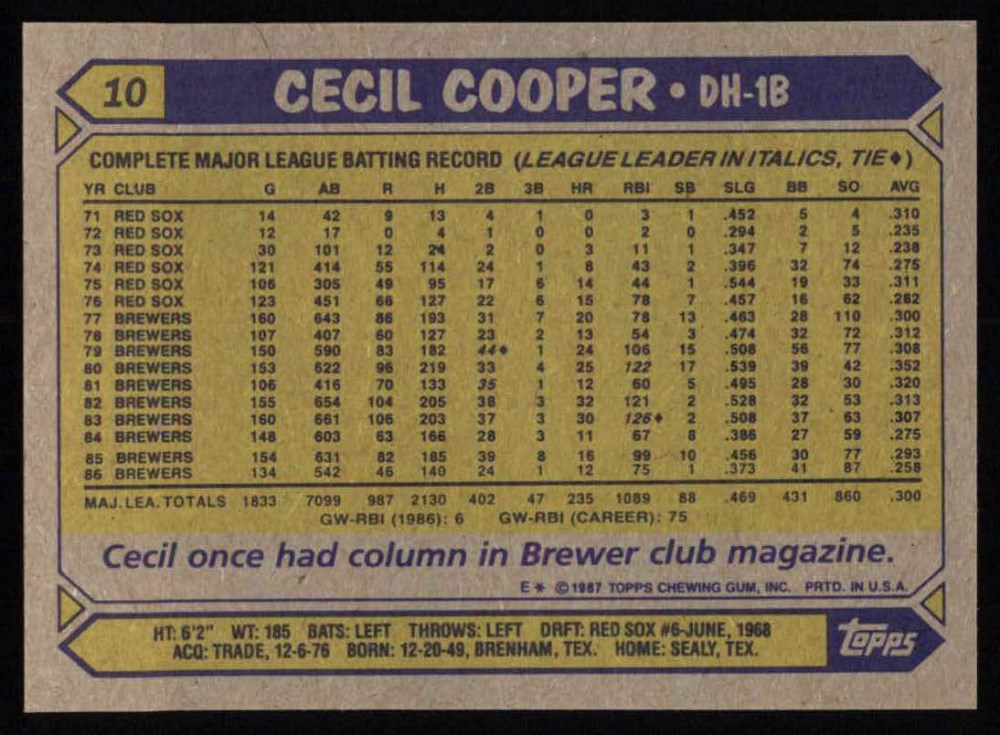 10 CECIL COOPER • DH-1B
COMPLETE MAJOR LEAGUE BATTING RECORD (LEAGUE LEADER IN ITALICS, TIE♦)
YR CLUB G AB R H 2B 3B HR RBI SB SLG BB SO AVG
71 RED SOX 14 42 9 13 4 1 0 3 1 .452 5 4 .310
72 RED SOX 12 17 0 4 1 0 0 2 0 .294 2 5 .235
73 RED SOX 30 101 12 24 2 0 3 11 1 .347 7 12 .238
74 RED SOX 121 414 55 114 24 1 8 43 2 .396 32 74 .275
75 RED SOX 106 305 49 95 17 6 14 44 1 .544 19 33 .311
76 RED SOX 123 451 66 127 22 6 15 78 7 .457 16 62 .282
77 BREWERS 160 643 86 193 31 7 20 78 13 .463 28 110 .300
78 BREWERS 107 407 60 127 23 2 13 54 3 .474 32 72 .312
79 BREWERS 150 590 83 182 44♦ 1 24 106 15 .508 56 77 .308
80 BREWERS 153 622 96 219 33 4 25 122 17 .539 39 42 .352
81 BREWERS 106 416 70 133 35 1 12 60 5 .495 28 30 .320
82 BREWERS 155 654 104 205 38 3 32 121 2 .528 32 53 .313
83 BREWERS 160 661 106 203 37 3 30 126♦ 2 .508 37 63 .307
84 BREWERS 148 603 63 166 28 3 11 67 8 .386 27 59 .275
85 BREWERS 154 631 82 185 39 8 16 99 10 .456 30 77 .293
86 BREWERS 134 542 46 140 24 1 12 75 1 .373 41 87 .258
MAJ. LEA. TOTALS 1833 7099 987 2130 402 47 235 1089 88 .469 431 860 .300
GW-RBI (1986): 6 GW-RBI (CAREER): 75
Cecil once had column in Brewer club magazine.
E* ©1987 TOPPS CHEWING GUM, INC. PRTD. IN U.S.A.
HT: 6'2" WT: 185 BATS: LEFT THROWS: LEFT DRFT: RED SOX #6-JUNE, 1968
ACQ: TRADE, 12-6-76 BORN: 12-20-49, BRENHAM, TEX. HOME: SEALY, TEX.
topps